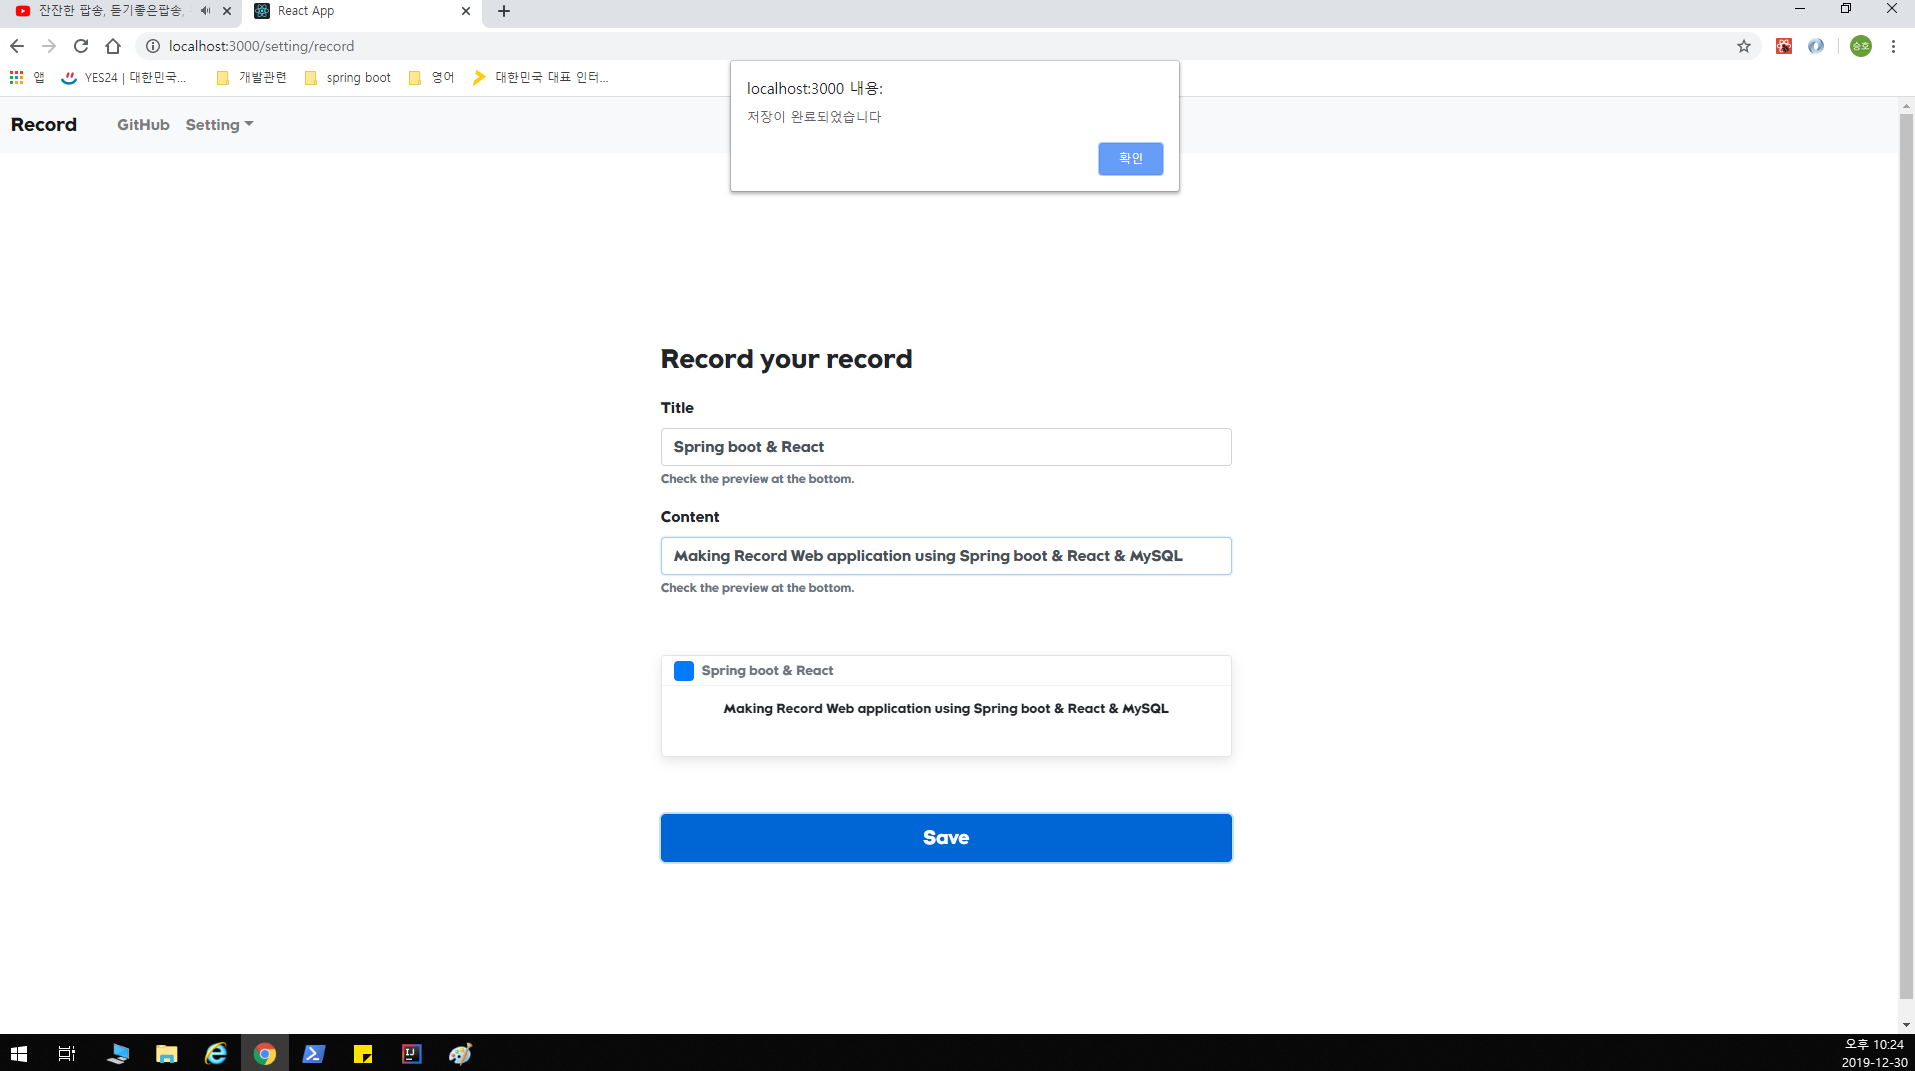 잔잔한 팝송, 듣기좋은팝송,
React App
localhost:3000/setting/record
승호
앱
YES24 | 대한민국...
개발관련
spring boot
영어
대한민국 대표 인터...
localhost:3000 내용:
저장이 완료되었습니다
확인
Record
GitHub
Setting
Record your record
Title
Spring boot & React
Check the preview at the bottom.
Content
Making Record Web application using Spring boot & React & MySQL
Check the preview at the bottom.
Spring boot & React
Making Record Web application using Spring boot & React & MySQL
Save
IJ
오후 10:24
2019-12-30